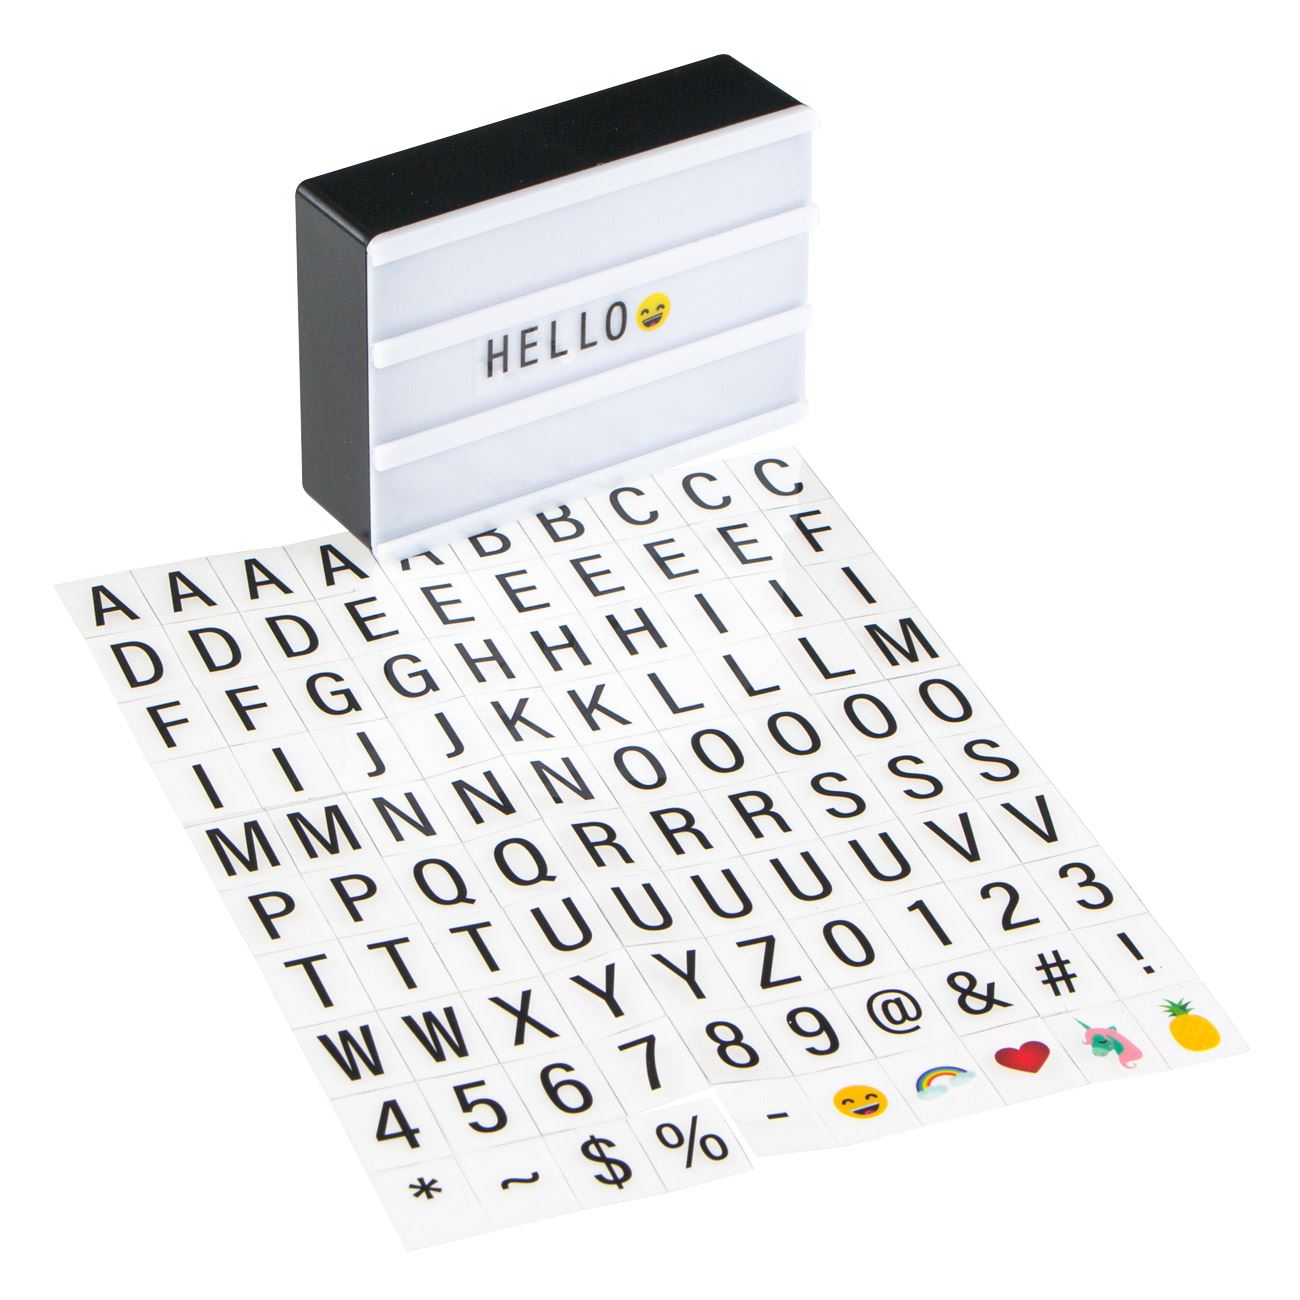 HELLO😄
A A A A A B B C C C
D D D E E E E E E F
F F G G H H H I I I
I I J J K K L L L M
M M N N N O O O O O
P P Q Q R R R S S S
T T T U U U U U V V
W W X Y Y Z 0 1 2 3
4 5 6 7 8 9 @ & # !
* ~ $ % - 😄 🌈 ❤ 🦄 🍍